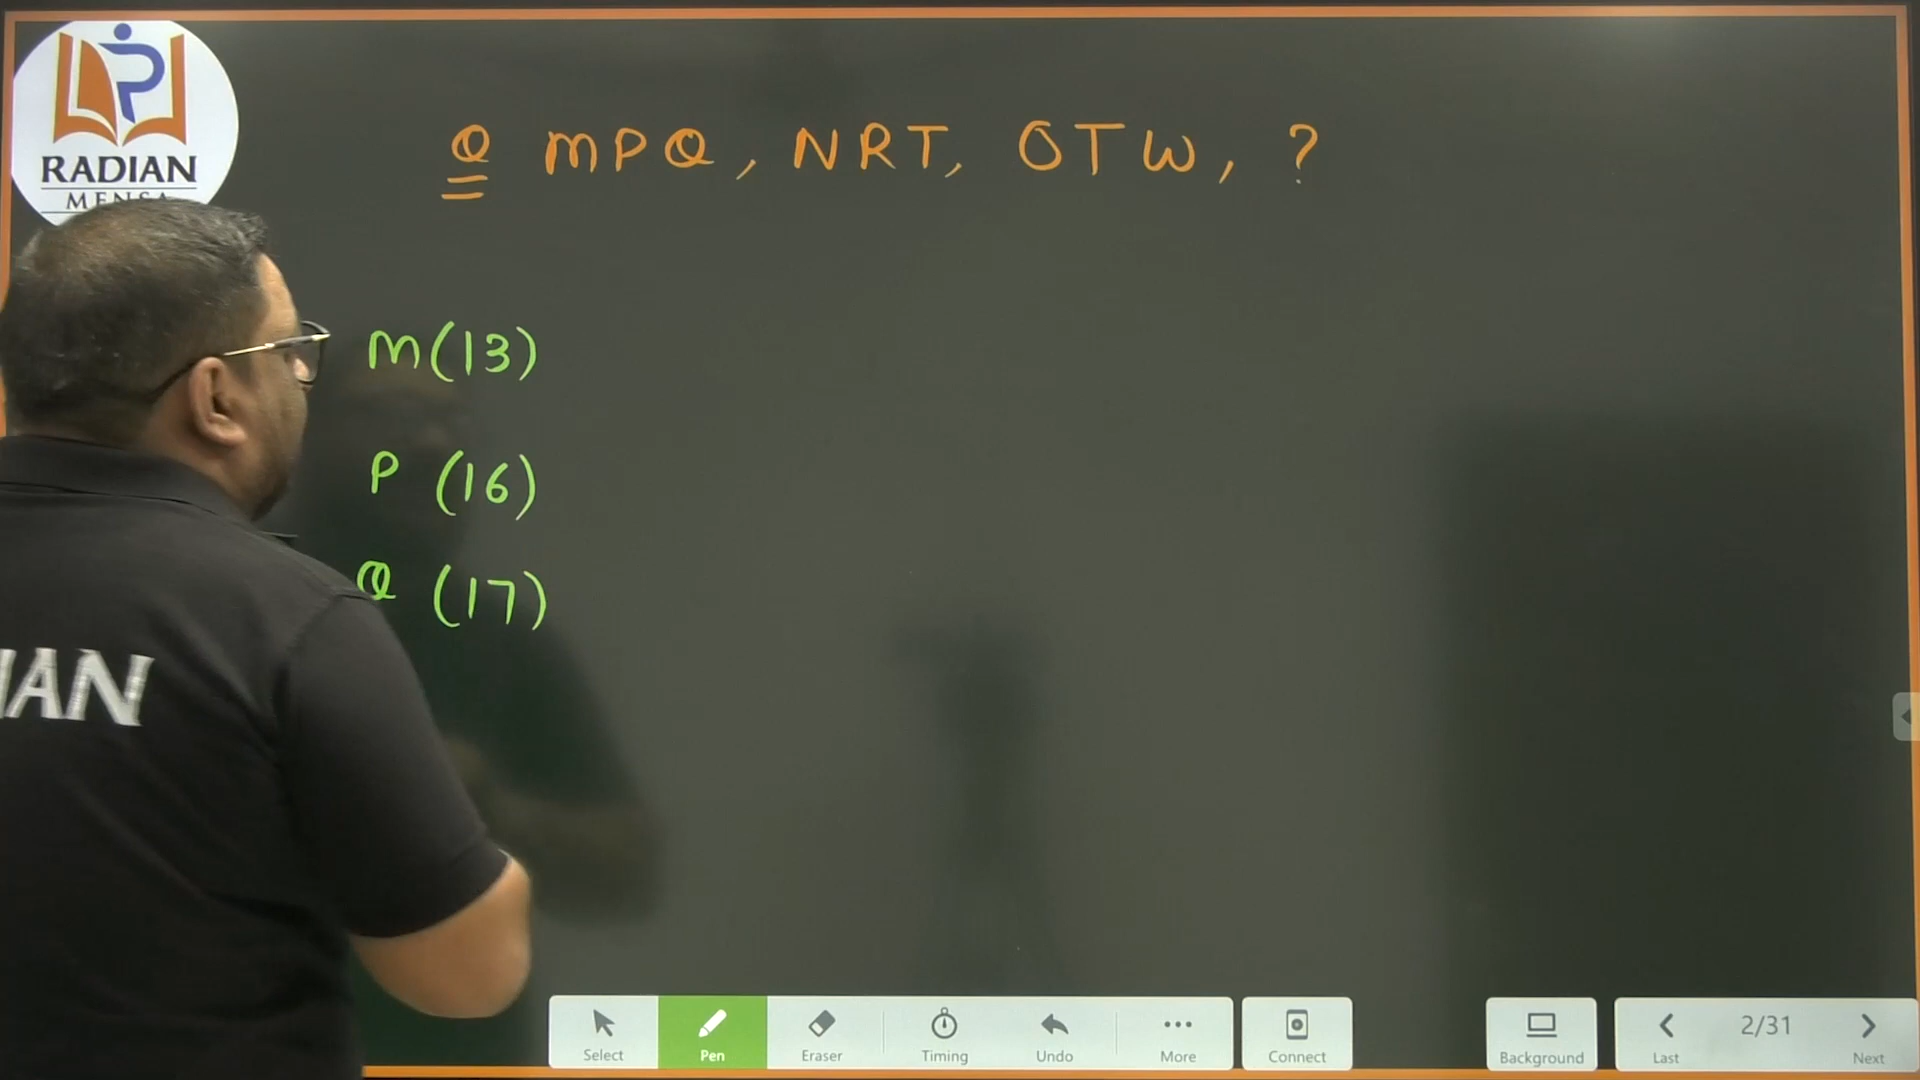 RADIAN
MENSA
Q MPQ, NRT, OTW, ?
M(13)
P (16)
Q (17)
IAN
Select
Pen
Eraser
Timing
Undo
More
Connect
Background
Last
2/31
Next